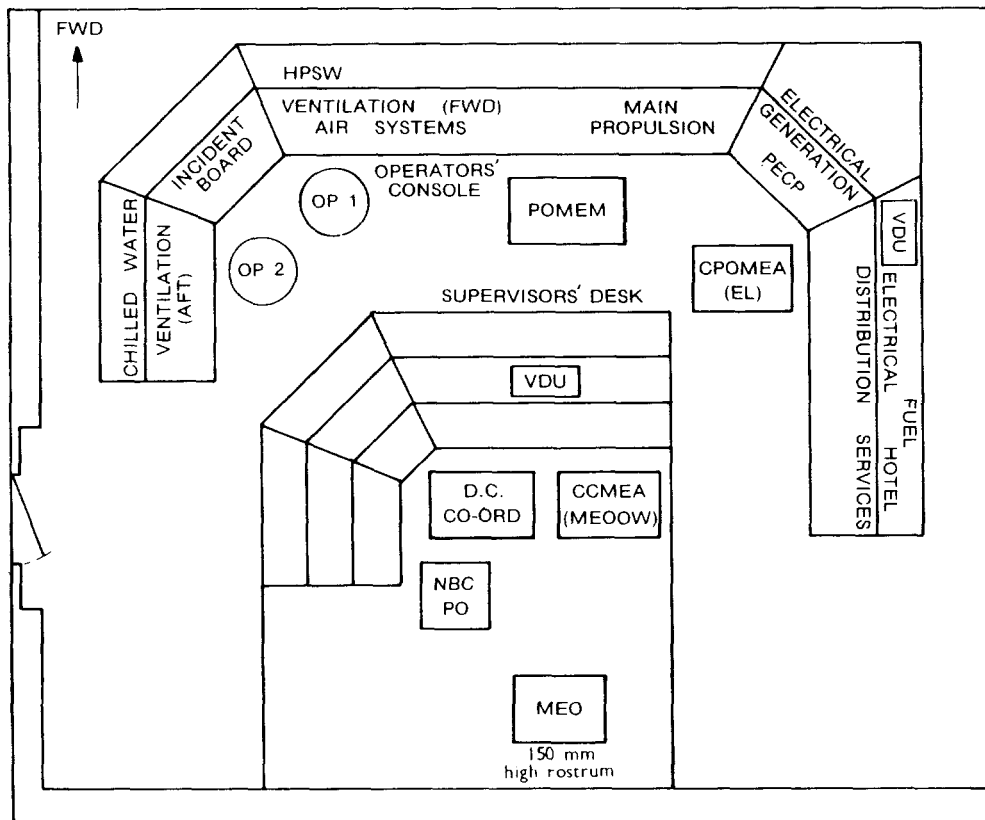 FWD
HPSW
VENTILATION (FWD)
AIR SYSTEMS
MAIN
PROPULSION
ELECTRICAL
GENERATION
PECP
INCIDENT
BOARD
OPERATORS'
CONSOLE
OP 1
POMEM
VDU
CHILLED WATER
VENTILATION
(AFT)
OP 2
CPOMEA
(EL)
ELECTRICAL
DISTRIBUTION
FUEL
HOTEL
SERVICES
SUPERVISORS' DESK
VDU
D.C.
CO-ORD
CCMEA
(MEOOW)
NBC
PO
MEO
150 mm
high rostrum